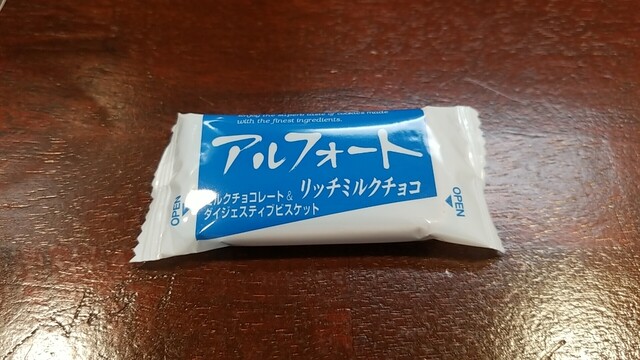 with the finest ingredients.
アルフォート
リッチミルクチョコ
ミルクチョコレート&
ダイジェスティブビスケット
OPEN
OPEN